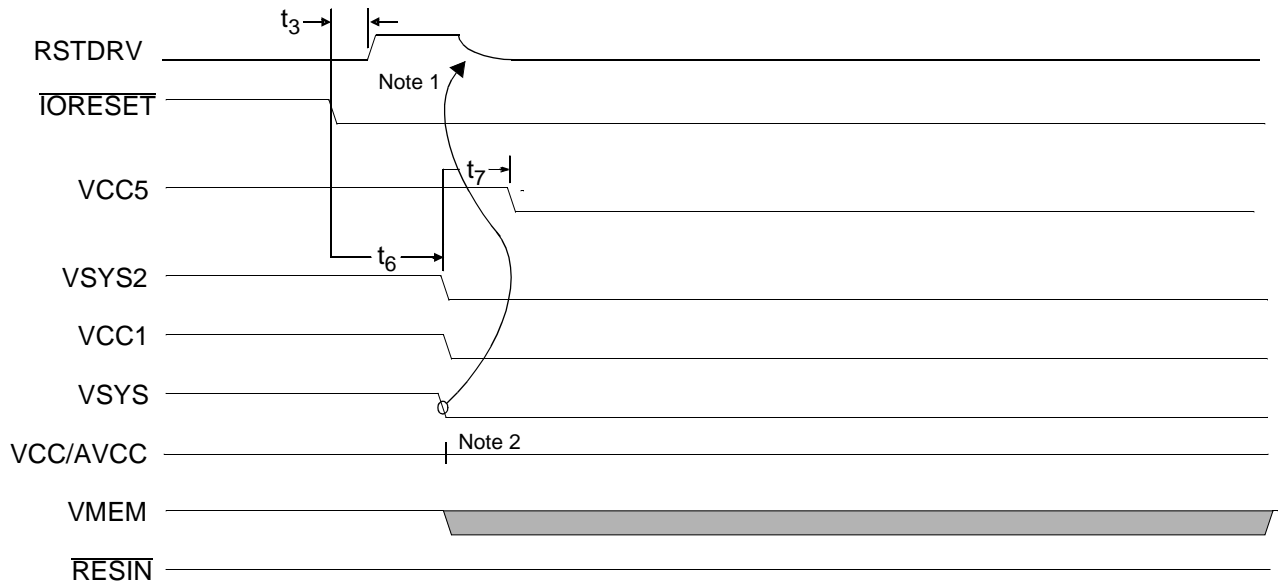 t3
RSTDRV
Note 1
IORESET
t7
VCC5
t6
VSYS2
VCC1
VSYS
Note 2
VCC/AVCC
VMEM
RESIN